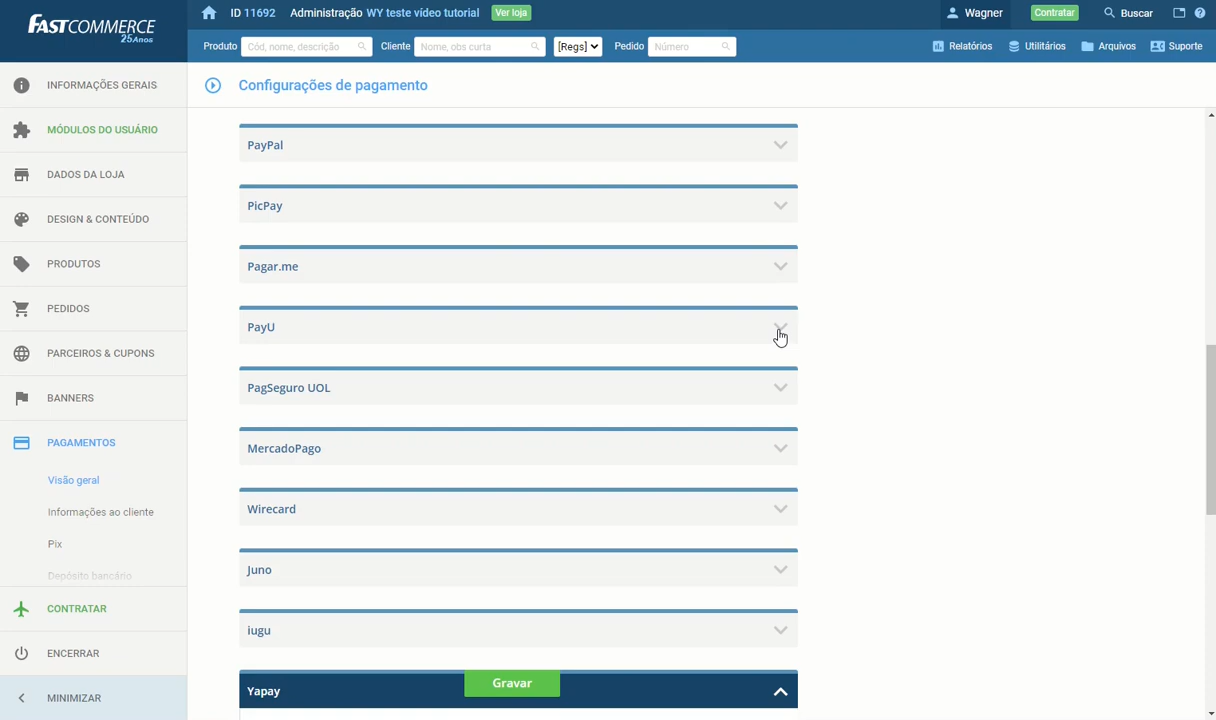 FASTCOMMERCE
25Anos
ID 11692 Administração WY teste vídeo tutorial Ver loja
Wagner Contratar Buscar
Produto Cód, nome, descrição Cliente Nome, obs curta [Regs] Pedido Número
Relatórios Utilitários Arquivos Suporte
Configurações de pagamento
INFORMAÇÕES GERAIS
MÓDULOS DO USUÁRIO
DADOS DA LOJA
DESIGN & CONTEÚDO
PRODUTOS
PEDIDOS
PARCEIROS & CUPONS
BANNERS
PAGAMENTOS
Visão geral
Informações ao cliente
Pix
Depósito bancário
CONTRATAR
ENCERRAR
MINIMIZAR
PayPal
PicPay
Pagar.me
PayU
PagSeguro UOL
MercadoPago
Wirecard
Juno
iugu
Yapay
Gravar